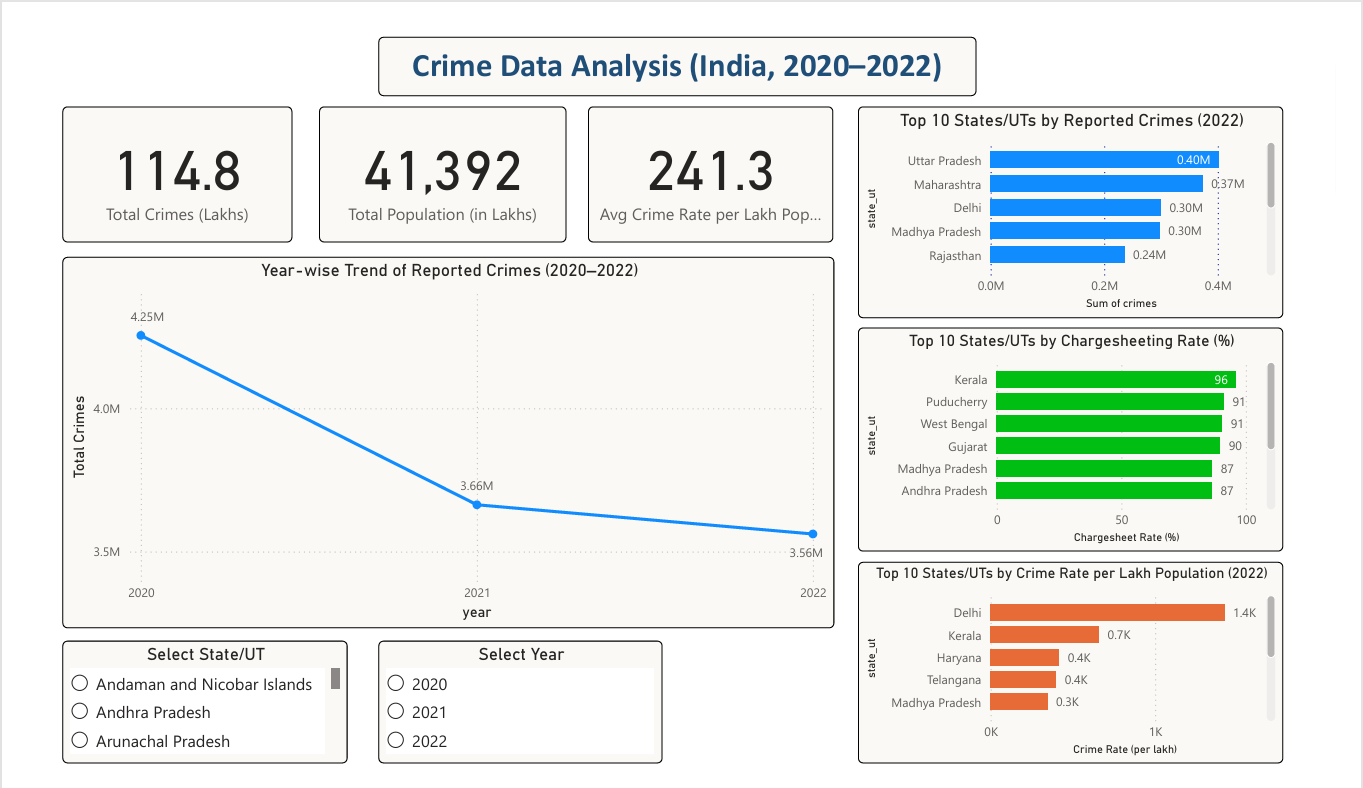 Crime Data Analysis (India, 2020–2022)
114.8
Total Crimes (Lakhs)
41,392
Total Population (in Lakhs)
241.3
Avg Crime Rate per Lakh Pop...
Year-wise Trend of Reported Crimes (2020–2022)
Total Crimes
4.0M
3.5M
4.25M
3.66M
3.56M
2020
2021
2022
year
Select State/UT
Andaman and Nicobar Islands
Andhra Pradesh
Arunachal Pradesh
Select Year
2020
2021
2022
Top 10 States/UTs by Reported Crimes (2022)
state_ut
Uttar Pradesh 0.40M
Maharashtra 0.37M
Delhi 0.30M
Madhya Pradesh 0.30M
Rajasthan 0.24M
0.0M 0.2M 0.4M
Sum of crimes
Top 10 States/UTs by Chargesheeting Rate (%)
state_ut
Kerala 96
Puducherry 91
West Bengal 91
Gujarat 90
Madhya Pradesh 87
Andhra Pradesh 87
0 50 100
Chargesheet Rate (%)
Top 10 States/UTs by Crime Rate per Lakh Population (2022)
state_ut
Delhi 1.4K
Kerala 0.7K
Haryana 0.4K
Telangana 0.4K
Madhya Pradesh 0.3K
0K 1K
Crime Rate (per lakh)